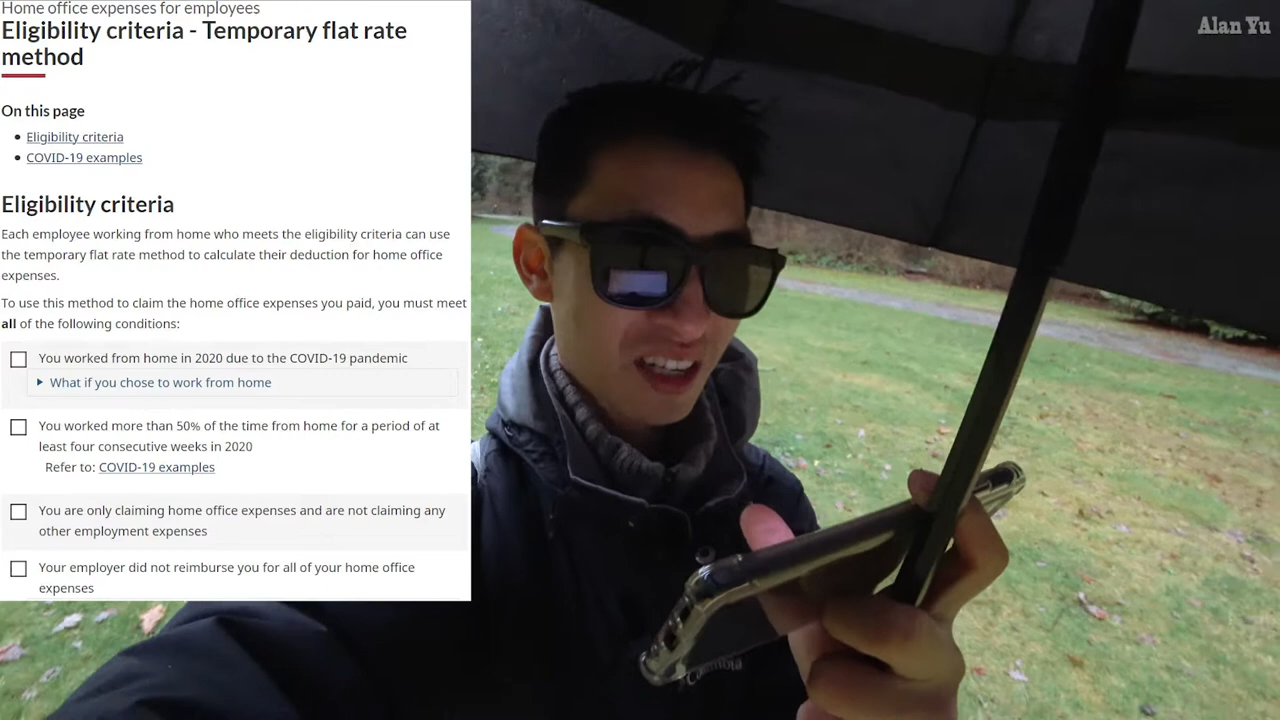 Home office expenses for employees
Eligibility criteria - Temporary flat rate
method
On this page
Eligibility criteria
COVID-19 examples
Eligibility criteria
Each employee working from home who meets the eligibility criteria can use
the temporary flat rate method to calculate their deduction for home office
expenses.
To use this method to claim the home office expenses you paid, you must meet
all of the following conditions:
You worked from home in 2020 due to the COVID-19 pandemic
What if you chose to work from home
You worked more than 50% of the time from home for a period of at
least four consecutive weeks in 2020
Refer to: COVID-19 examples
You are only claiming home office expenses and are not claiming any
other employment expenses
Your employer did not reimburse you for all of your home office
expenses
Alan Yu
Columbia